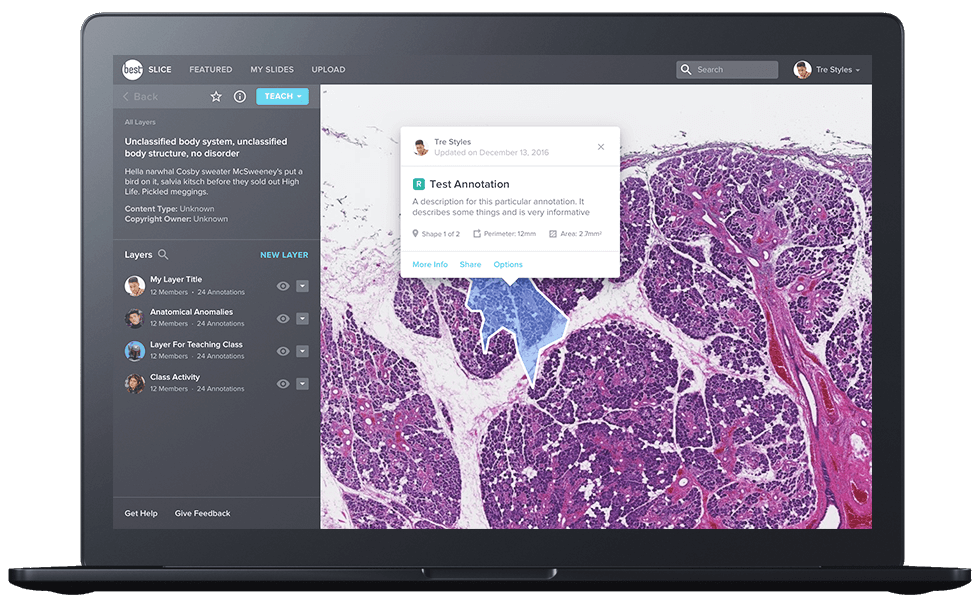 best SLICE FEATURED MY SLIDES UPLOAD Search Tre Styles
Back TEACH
All Layers
Unclassified body system, unclassified
body structure, no disorder
Hella narwhal Cosby sweater McSweeney's put a
bird on it, salvia kitsch before they sold out High
Life. Pickled meggings.
Content Type: Unknown
Copyright Owner: Unknown
Layers NEW LAYER
My Layer Title
12 Members · 24 Annotations
Anatomical Anomalies
12 Members · 24 Annotations
Layer For Teaching Class
12 Members · 24 Annotations
Class Activity
12 Members · 24 Annotations
Get Help Give Feedback
Tre Styles
Updated on December 13, 2016
R Test Annotation
A description for this particular annotation. It
describes some things and is very informative
Shape 1 of 2 Perimeter: 12mm Area: 2.7mm²
More Info Share Options